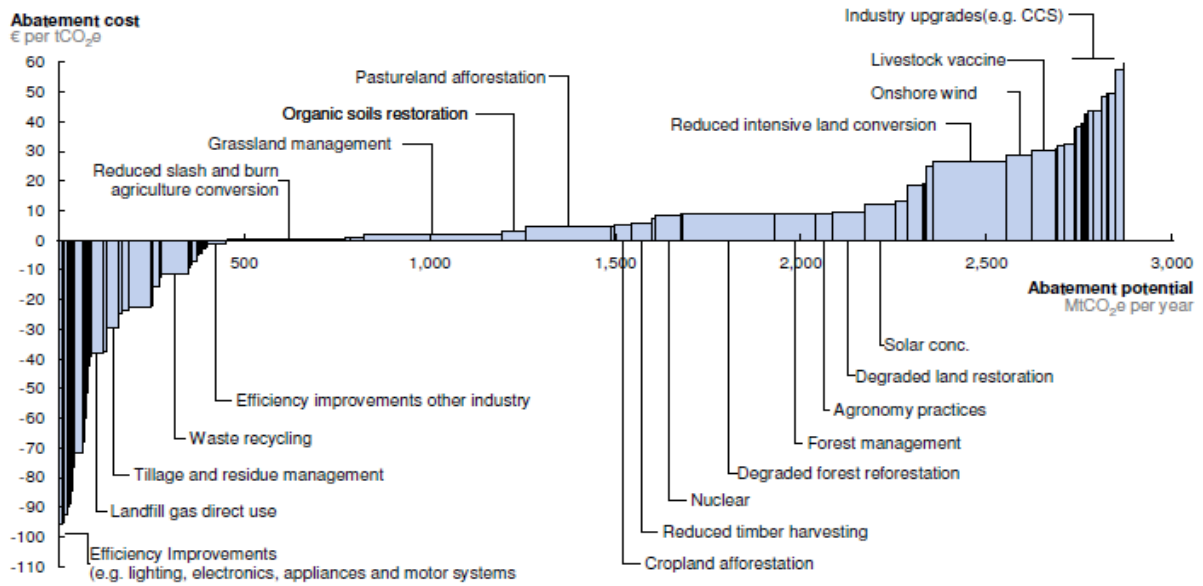 Abatement cost
€ per tCO2e
60
50
40
30
20
10
0
-10
-20
-30
-40
-50
-60
-70
-80
-90
-100
-110
Industry upgrades(e.g. CCS)
Livestock vaccine
Onshore wind
Reduced intensive land conversion
Pastureland afforestation
Organic soils restoration
Grassland management
Reduced slash and burn
agriculture conversion
500
1,000
1,500
2,000
2,500
3,000
Abatement potential
MtCO2e per year
Solar conc.
Degraded land restoration
Agronomy practices
Forest management
Degraded forest reforestation
Nuclear
Reduced timber harvesting
Cropland afforestation
Efficiency improvements other industry
Waste recycling
Tillage and residue management
Landfill gas direct use
Efficiency Improvements
(e.g. lighting, electronics, appliances and motor systems